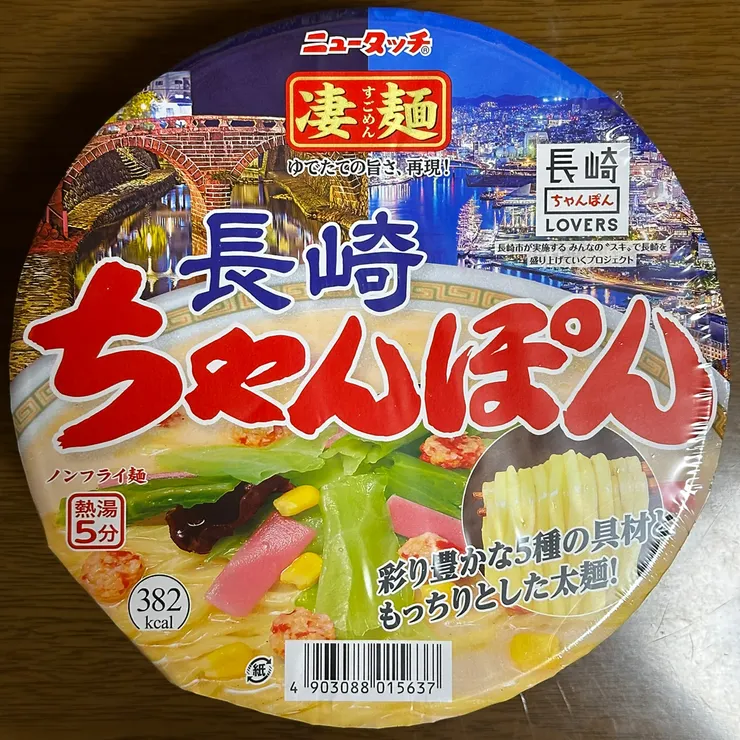 ニュータッチ®
凄麺
すごめん
ゆでたての旨さ、再現!
長崎
ちゃんぽん
LOVERS
長崎市が実施する みんなの“スキ”で長崎を
盛り上げていくプロジェクト
長崎
ちゃんぽん
ノンフライ麺
熱湯
5分
彩り豊かな5種の具材と
もっちりとした太麺!
382
kcal
紙
4 903088 015637